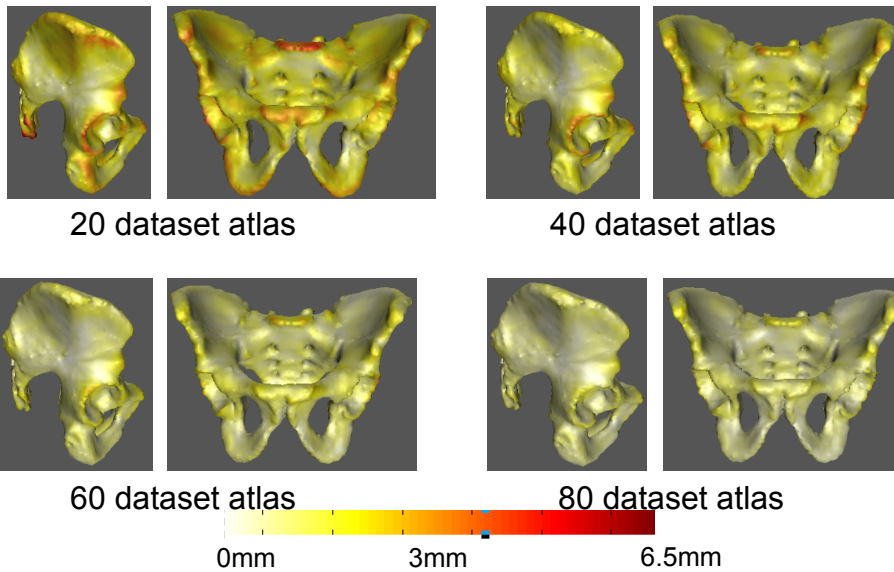 20 dataset atlas
40 dataset atlas
60 dataset atlas
80 dataset atlas
0mm
3mm
6.5mm